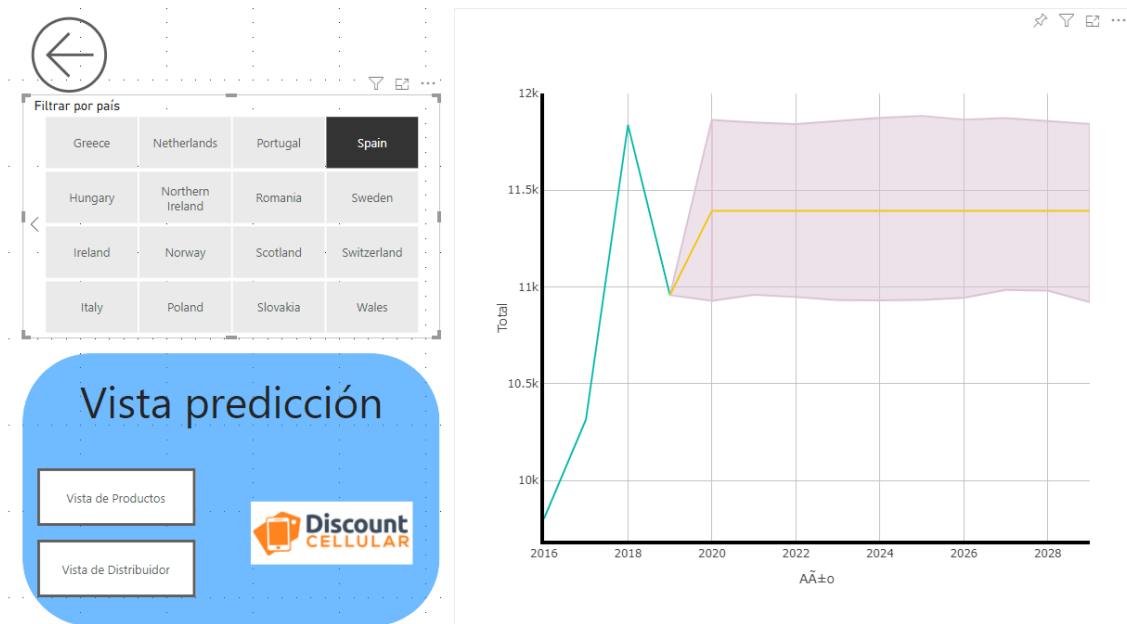 Filtrar por país
Greece
Netherlands
Portugal
Spain
Hungary
Northern
Ireland
Romania
Sweden
Ireland
Norway
Scotland
Switzerland
Italy
Poland
Slovakia
Wales
Vista predicción
Vista de Productos
Vista de Distribuidor
Discount
CELLULAR
12k
11.5k
11k
10.5k
10k
Total
2016
2018
2020
2022
2024
2026
2028
AÃ±o